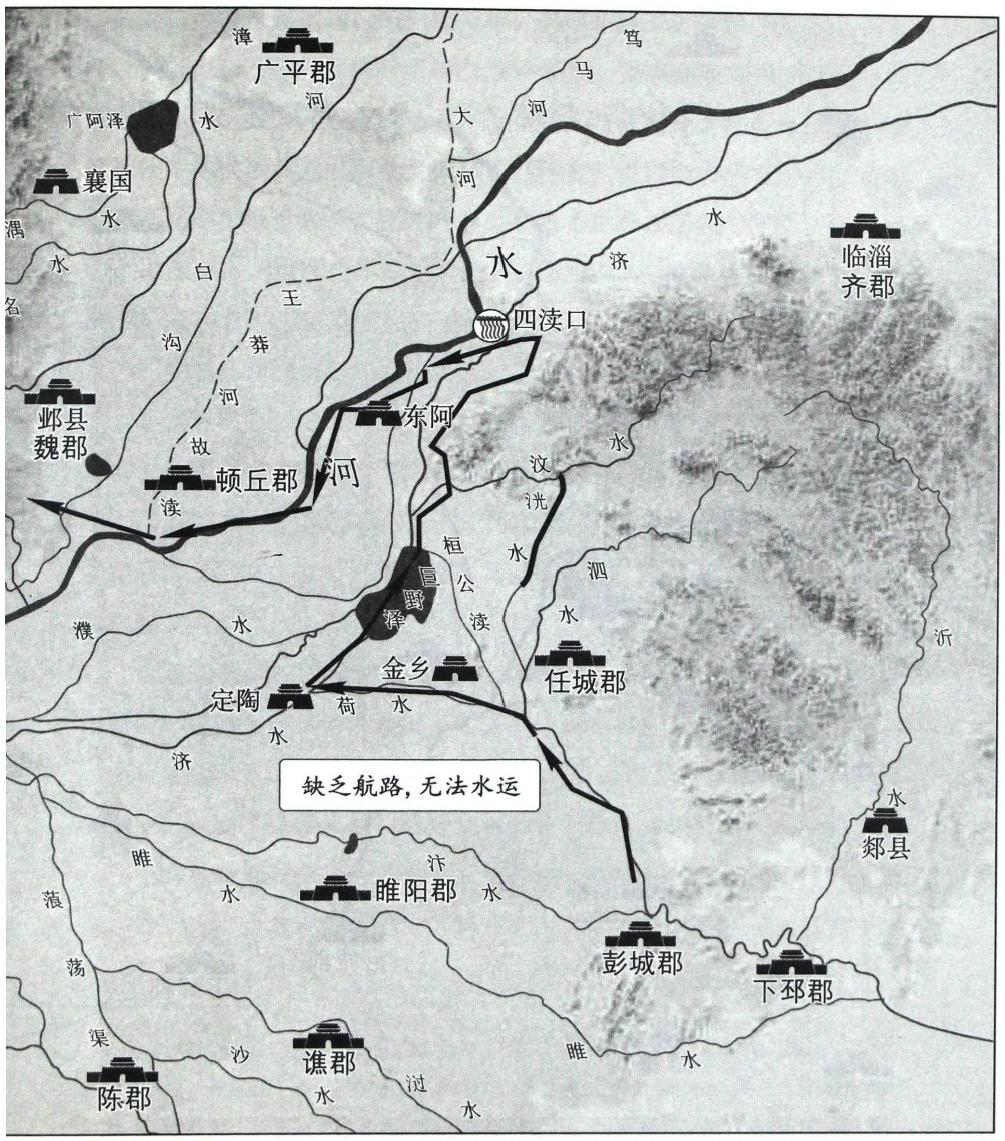 漳
水
广平郡
河
笃
马
河
大
河
广阿泽
襄国
水
湡
水
名
水
白
沟
王
莽
河
故
渎
济
水
临淄
齐郡
四渎口
邺县
魏郡
东阿
河
顿丘郡
汶
水
洸
水
泗
水
桓
公
渎
巨
野
泽
濮
水
沂
水
金乡
任城郡
定陶
荷
水
济
水
缺乏航路,无法水运
郯县
睢
水
汴
水
睢阳郡
蒗
荡
渠
彭城郡
下邳郡
睢
水
谯郡
沙
水
涡
水
陈郡